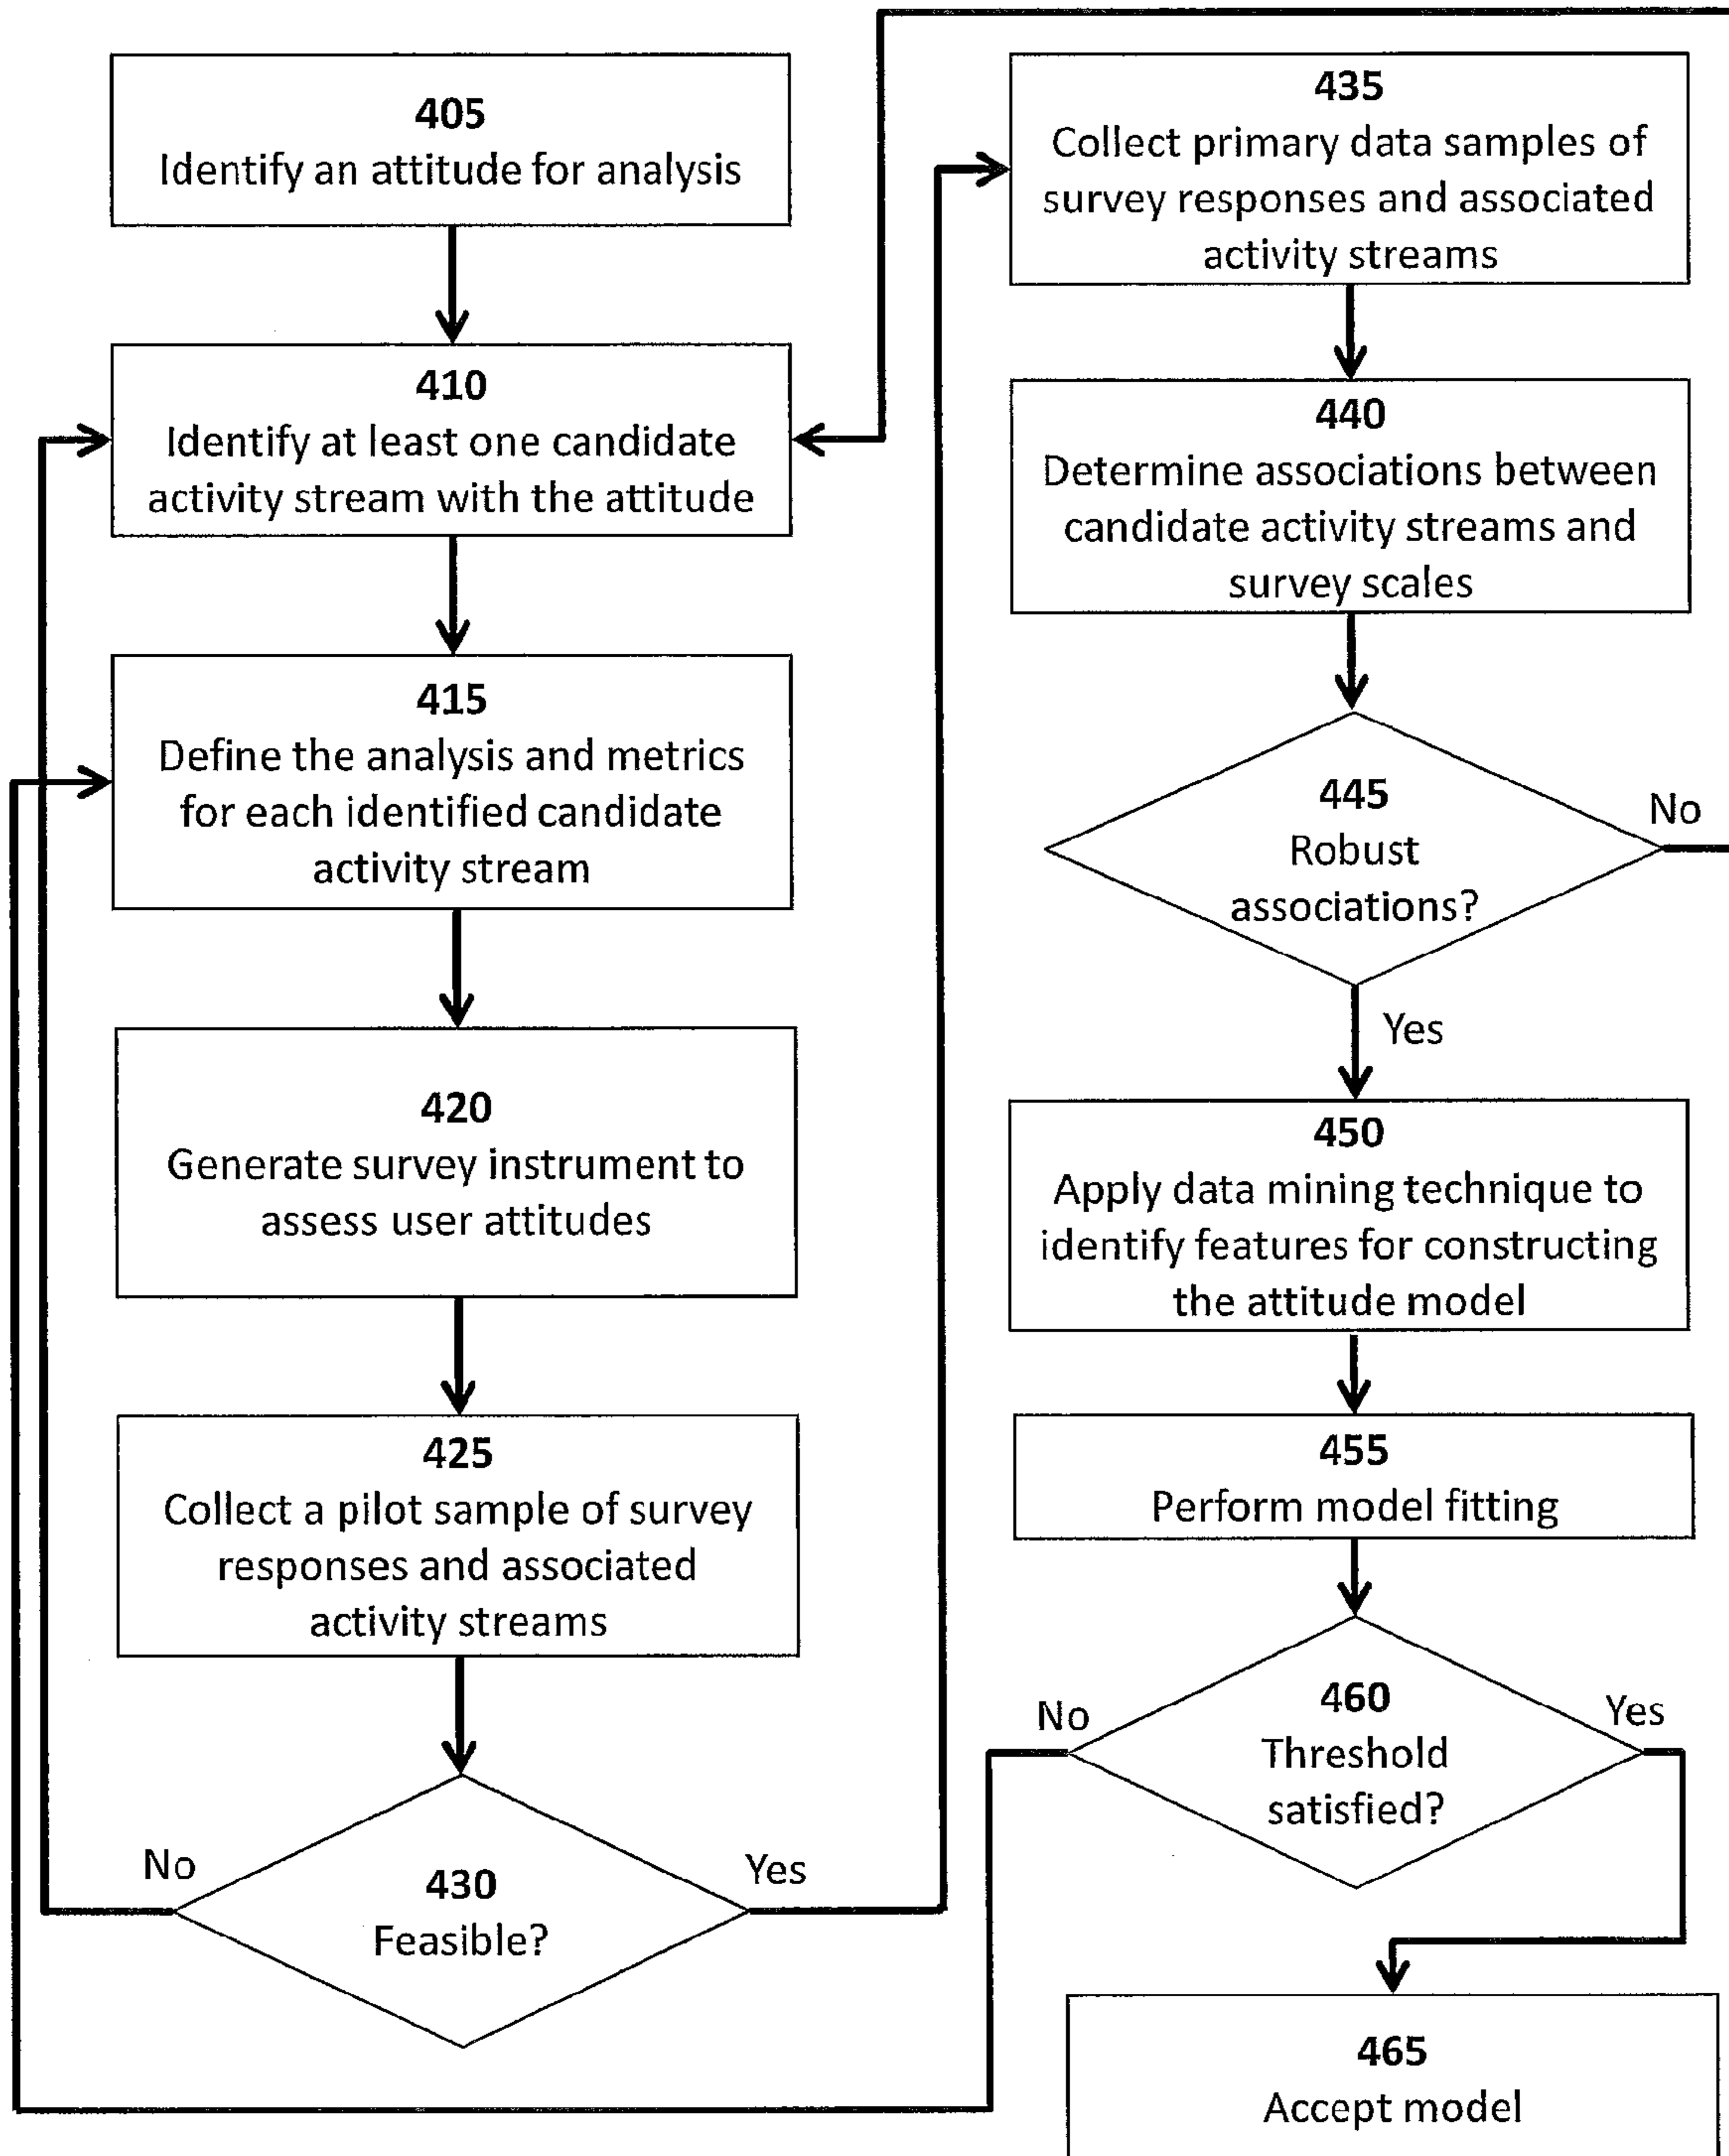 405
Identify an attitude for analysis
410
Identify at least one candidate
activity stream with the attitude
415
Define the analysis and metrics
for each identified candidate
activity stream
420
Generate survey instrument to
assess user attitudes
425
Collect a pilot sample of survey
responses and associated
activity streams
No
430
Feasible?
Yes
435
Collect primary data samples of
survey responses and associated
activity streams
440
Determine associations between
candidate activity streams and
survey scales
445
Robust
associations?
No
Yes
450
Apply data mining technique to
identify features for constructing
the attitude model
455
Perform model fitting
No
460
Threshold
satisfied?
Yes
465
Accept model